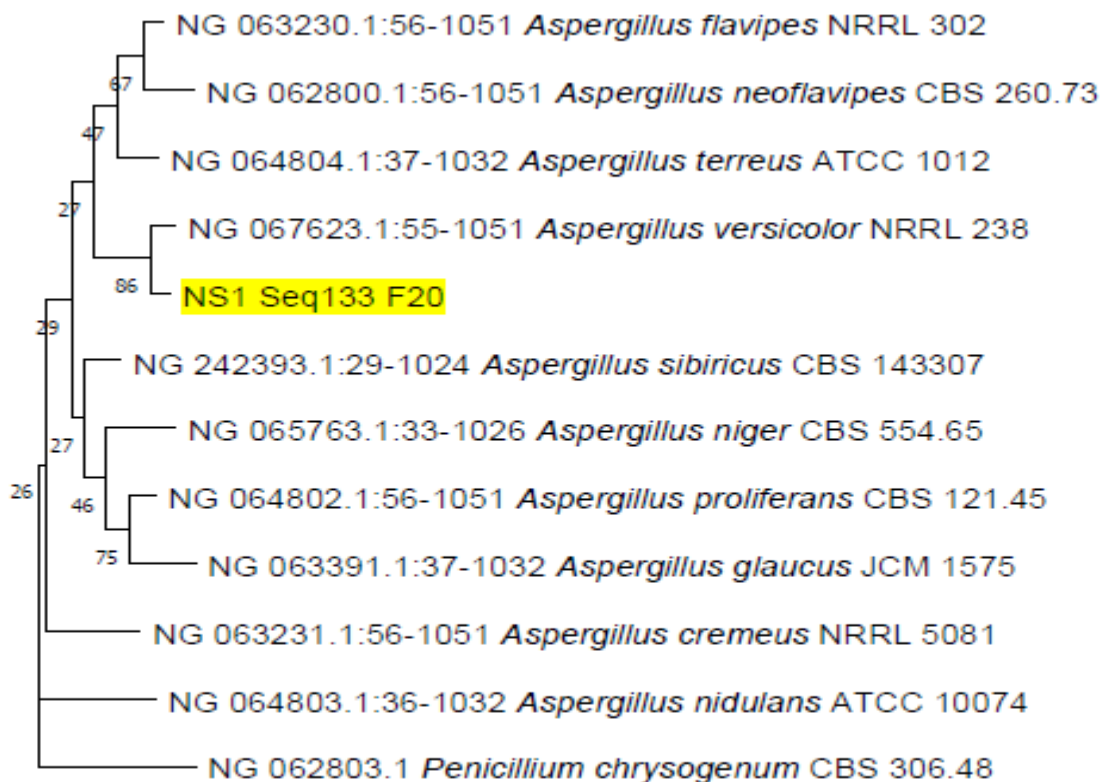 NG 063230.1:56-1051 Aspergillus flavipes NRRL 302
67
NG 062800.1:56-1051 Aspergillus neoflavipes CBS 260.73
47
NG 064804.1:37-1032 Aspergillus terreus ATCC 1012
27
NG 067623.1:55-1051 Aspergillus versicolor NRRL 238
86
NS1 Seq133 F20
29
NG 242393.1:29-1024 Aspergillus sibiricus CBS 143307
27
NG 065763.1:33-1026 Aspergillus niger CBS 554.65
26
46
NG 064802.1:56-1051 Aspergillus proliferans CBS 121.45
75
NG 063391.1:37-1032 Aspergillus glaucus JCM 1575
NG 063231.1:56-1051 Aspergillus cremeus NRRL 5081
NG 064803.1:36-1032 Aspergillus nidulans ATCC 10074
NG 062803.1 Penicillium chrysogenum CBS 306.48